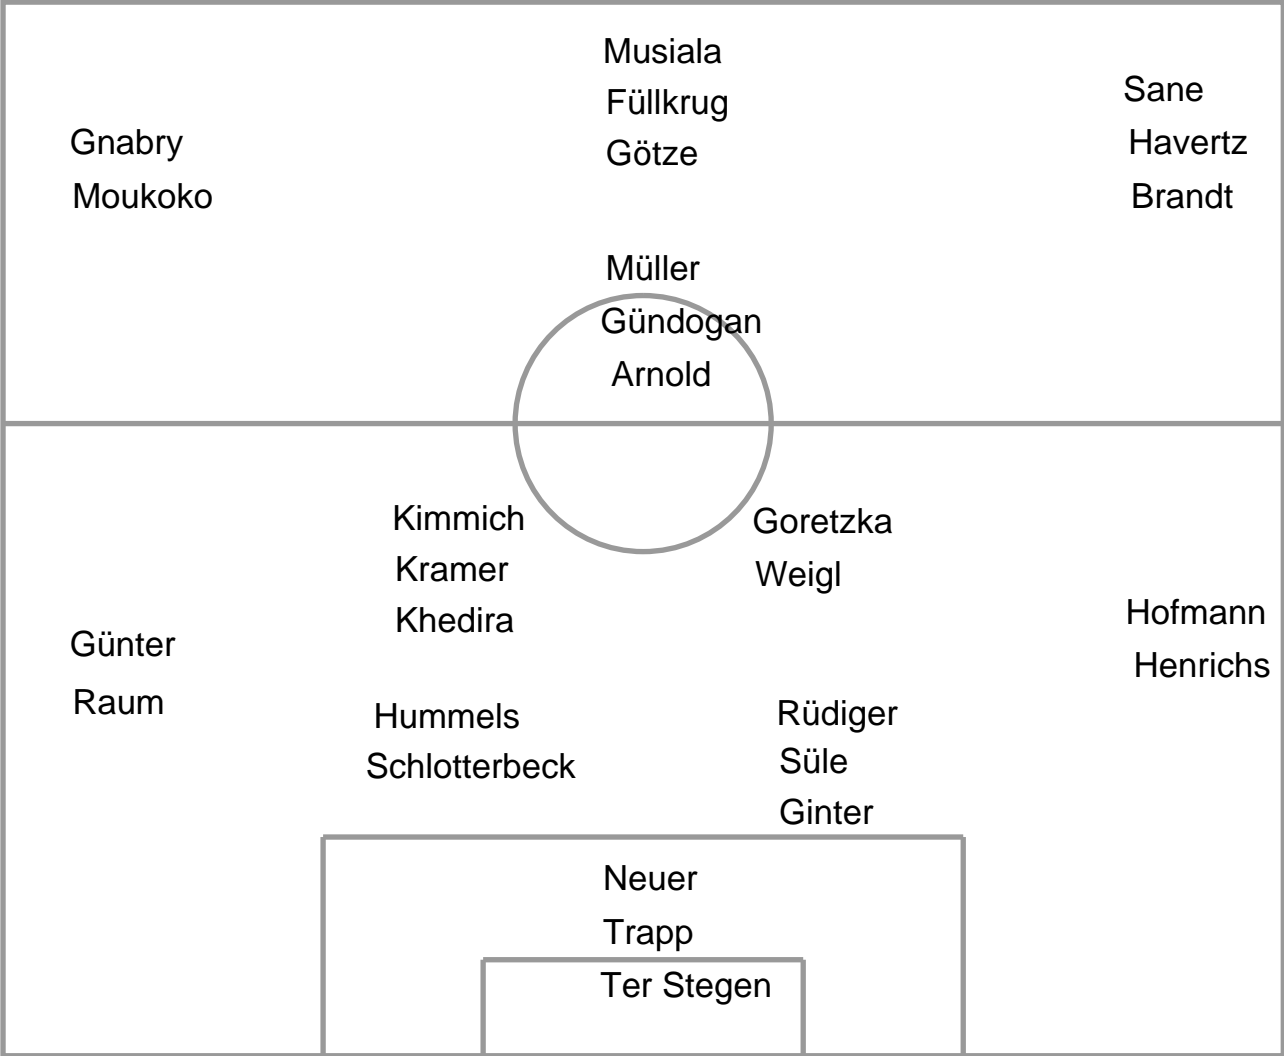 Musiala
Füllkrug
Götze
Gnabry
Moukoko
Sane
Havertz
Brandt
Müller
Gündogan
Arnold
Kimmich
Kramer
Khedira
Goretzka
Weigl
Günter
Raum
Hofmann
Henrichs
Hummels
Schlotterbeck
Rüdiger
Süle
Ginter
Neuer
Trapp
Ter Stegen